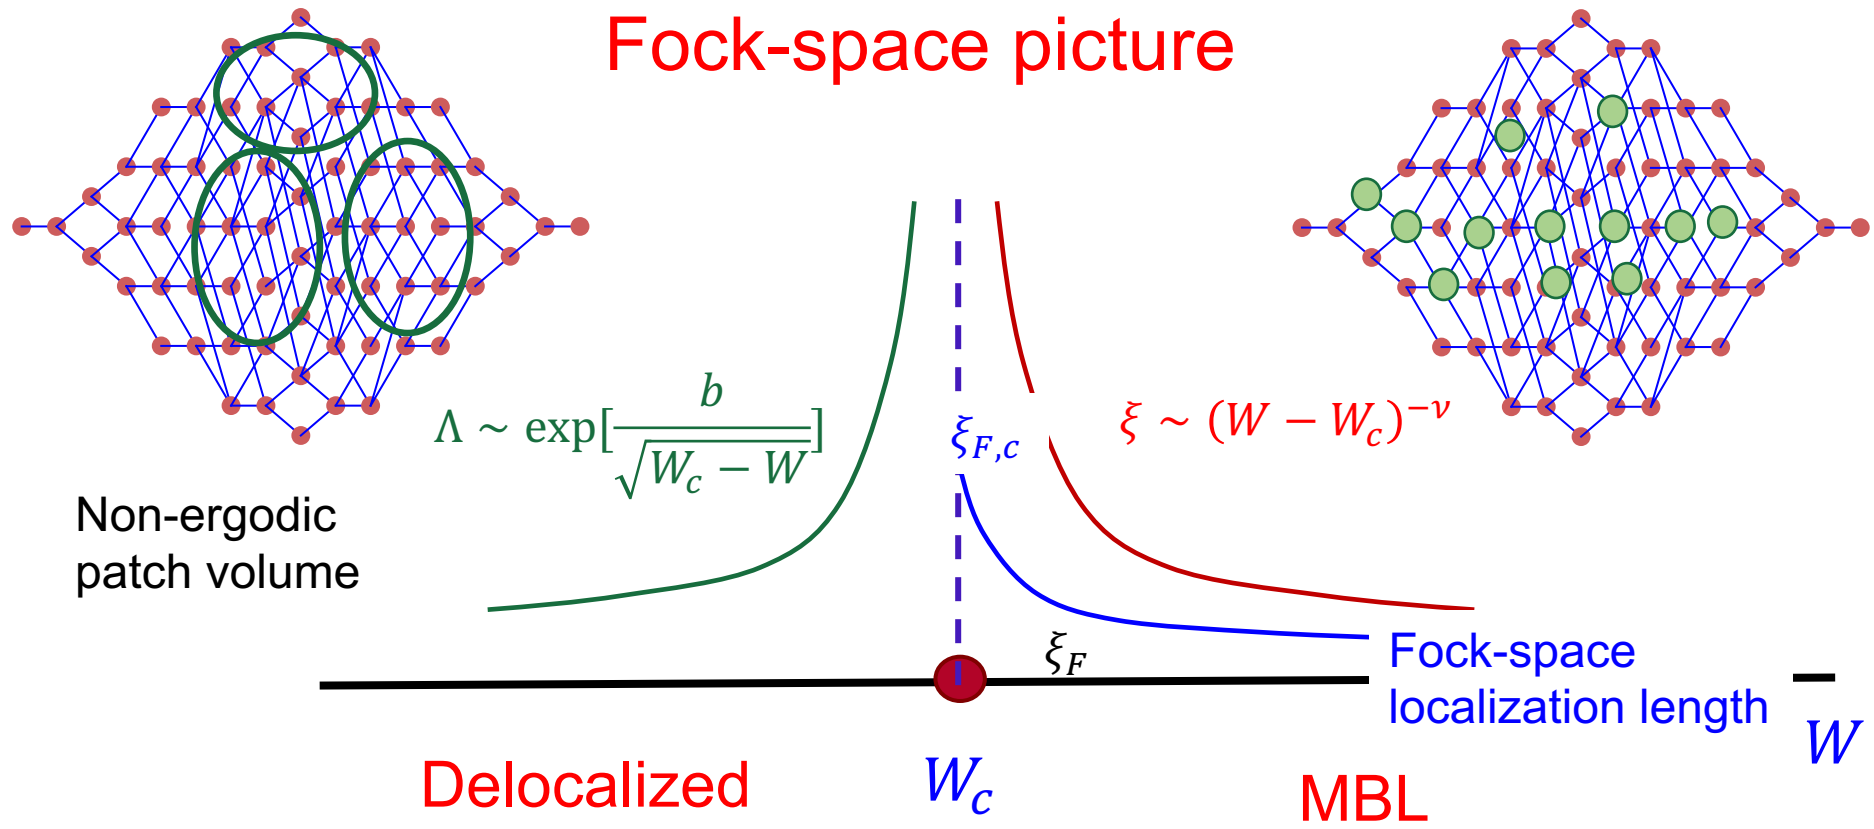 Fock-space picture
Λ ~ exp[b/√(W_c − W)]
ξ_{F,c}
ξ ~ (W − W_c)^{−ν}
Non-ergodic
patch volume
ξ_F
Fock-space
localization length
W
Delocalized
W_c
MBL